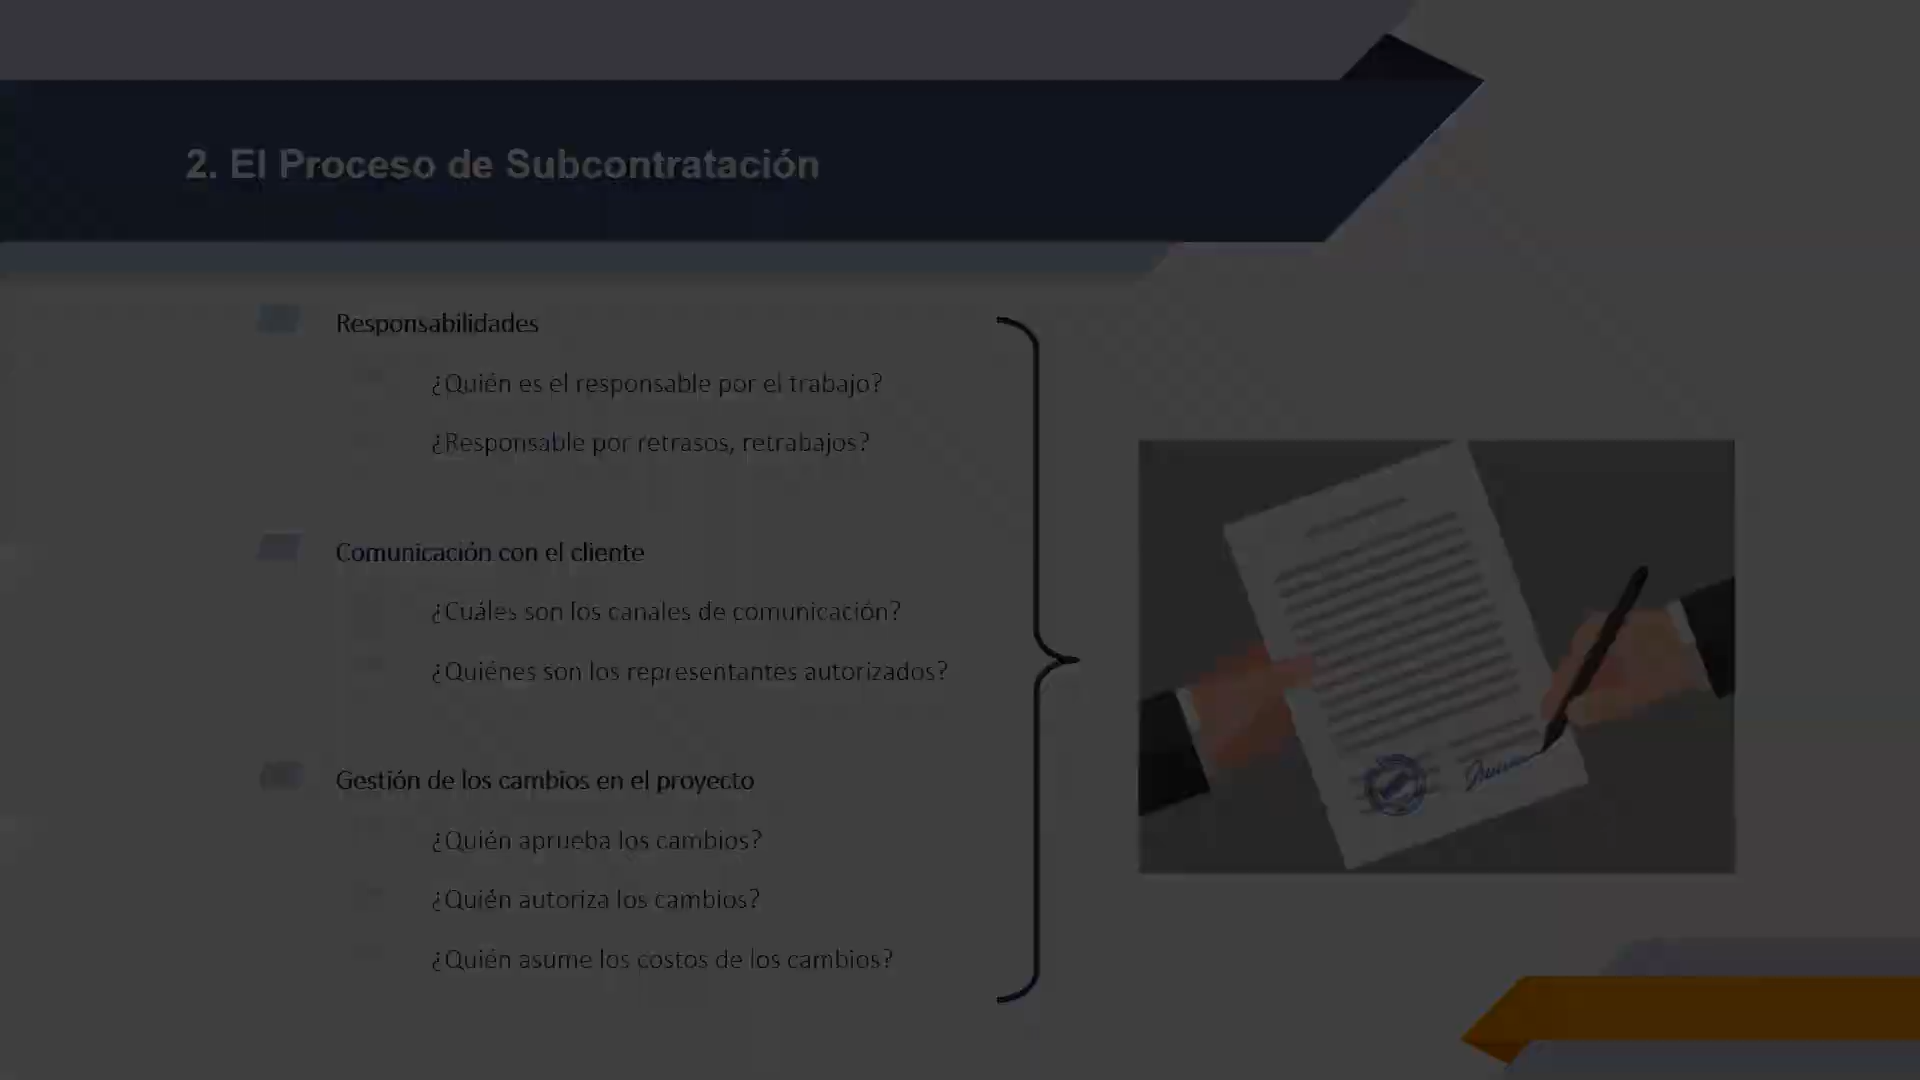 2. El Proceso de Subcontratación
Responsabilidades
¿Quién es el responsable por el trabajo?
¿Responsable por retrasos, retrabajos?
Comunicación con el cliente
¿Cuáles son los canales de comunicación?
¿Quiénes son los representantes autorizados?
Gestión de los cambios en el proyecto
¿Quién aprueba los cambios?
¿Quién autoriza los cambios?
¿Quién asume los costos de los cambios?